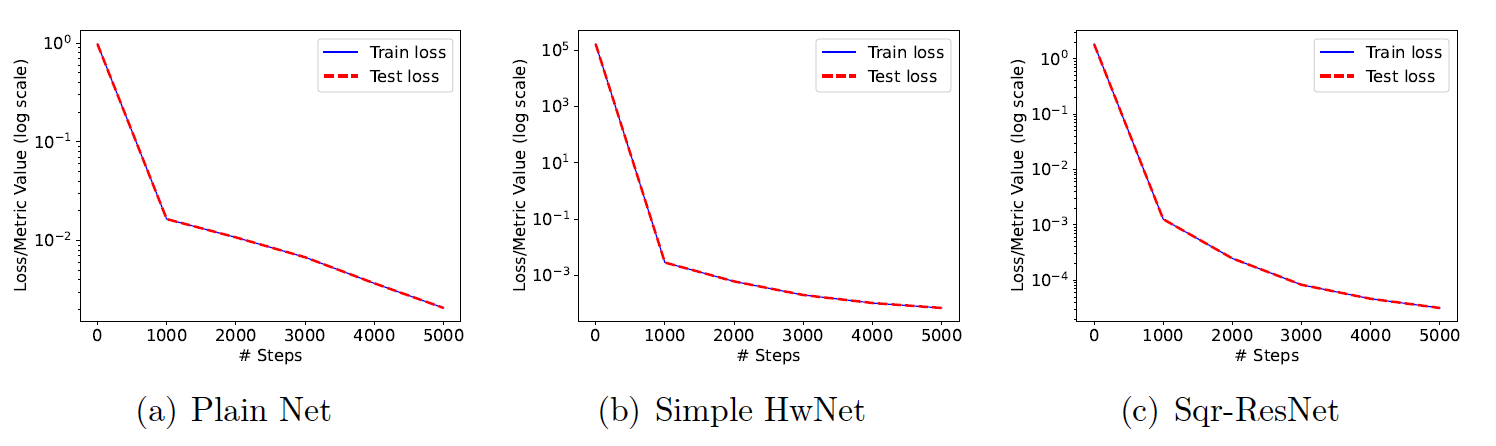 Loss/Metric Value (log scale)
10⁰
10⁻¹
10⁻²
Train loss
Test loss
0 1000 2000 3000 4000 5000
# Steps
(a) Plain Net
Loss/Metric Value (log scale)
10⁵
10³
10¹
10⁻¹
10⁻³
Train loss
Test loss
0 1000 2000 3000 4000 5000
# Steps
(b) Simple HwNet
Loss/Metric Value (log scale)
10⁰
10⁻¹
10⁻²
10⁻³
10⁻⁴
Train loss
Test loss
0 1000 2000 3000 4000 5000
# Steps
(c) Sqr-ResNet